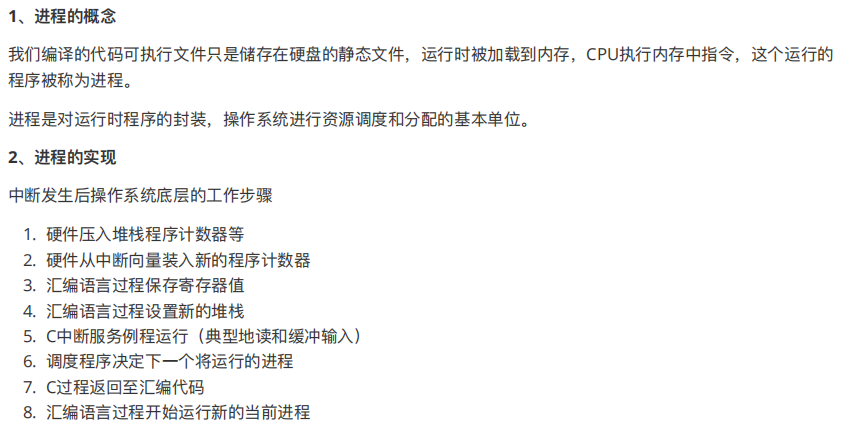 1、进程的概念
我们编译的代码可执行文件只是储存在硬盘的静态文件，运行时被加载到内存，CPU执行内存中指令，这个运行的
程序被称为进程。
进程是对运行时程序的封装，操作系统进行资源调度和分配的基本单位。
2、进程的实现
中断发生后操作系统底层的工作步骤
1. 硬件压入堆栈程序计数器等
2. 硬件从中断向量装入新的程序计数器
3. 汇编语言过程保存寄存器值
4. 汇编语言过程设置新的堆栈
5. C中断服务例程运行（典型地读和缓冲输入）
6. 调度程序决定下一个将运行的进程
7. C过程返回至汇编代码
8. 汇编语言过程开始运行新的当前进程